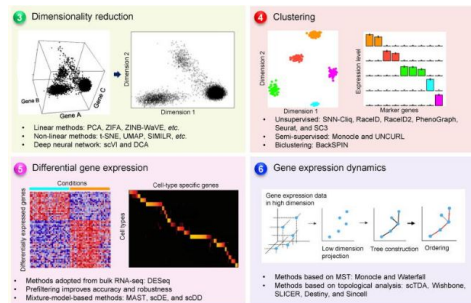 3 Dimensionality reduction
Gene B
Gene A
Gene C
Dimension 2
Dimension 1
• Linear methods: PCA, ZIFA, ZINB-WaVE, etc.
• Non-linear methods: t-SNE, UMAP, SIMILR, etc.
• Deep neural network: scVI and DCA
4 Clustering
Dimension 2
Dimension 1
Expression level
Marker genes
• Unsupervised: SNN-Cliq, RaceID, RaceID2, PhenoGraph,
Seurat, and SC3
• Semi-supervised: Monocle and UNCURL
• Biclustering: BackSPIN
5 Differential gene expression
Conditions
Differentially expressed genes
Cell-type specific genes
Cell types
• Methods adopted from bulk RNA-seq: DESeq
• Prefiltering improves accuracy and robustness
• Mixture-model-based methods: MAST, scDE, and scDD
6 Gene expression dynamics
Gene expression data
in high dimension
Low dimension
projection
Tree construction
Ordering
• Methods based on MST: Monocle and Waterfall
• Methods based on topological analysis: scTDA, Wishbone,
SLICER, Destiny, and Sincell